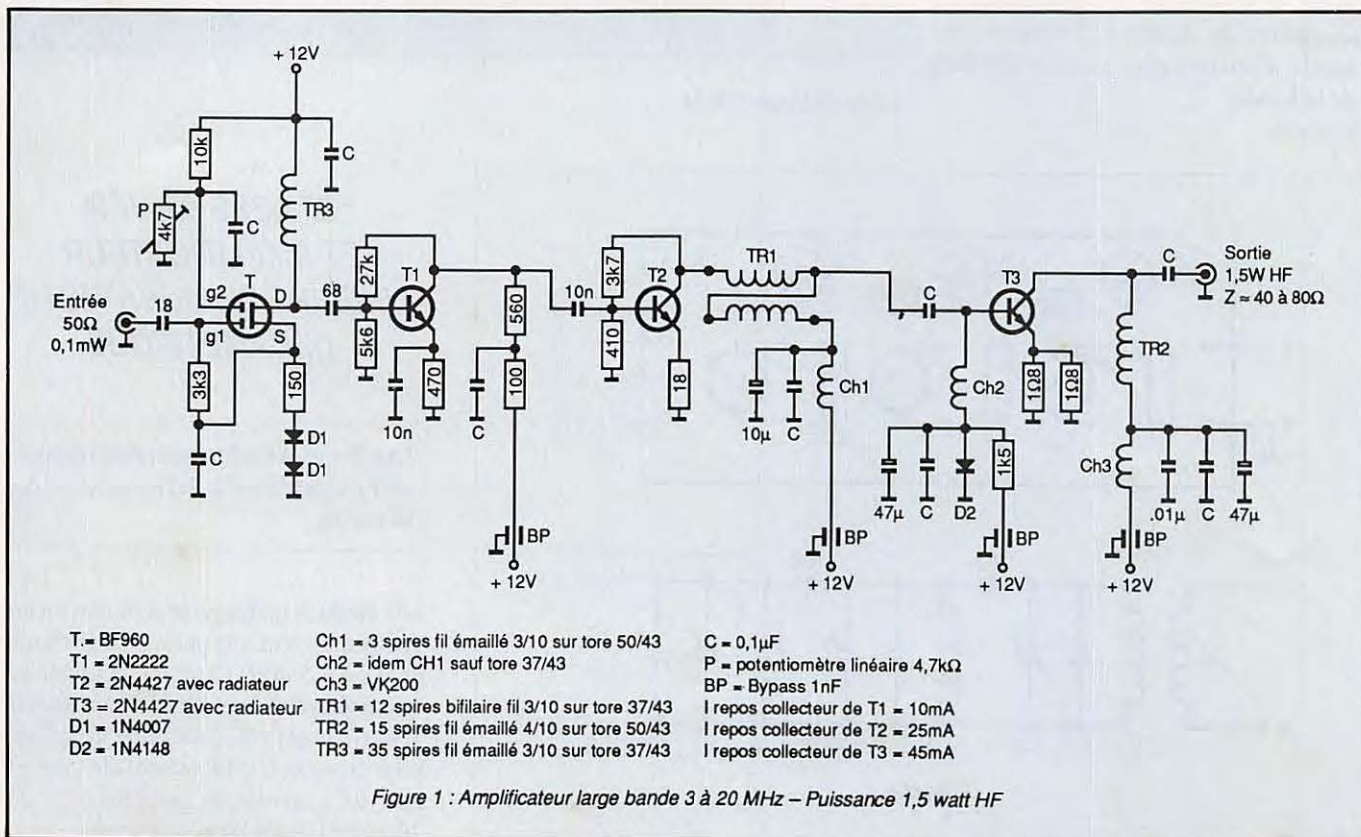 + 12V
10k
C
P
4k7
C
TR3
T
g2
D
g1
S
Entrée
50Ω
0,1mW
18
3k3
C
150
D1
D1
68
27k
5k6
T1
10n
470
560
C
100
BP
+ 12V
10n
3k7
410
T2
18
TR1
10µ
C
Ch1
BP
+ 12V
C
T3
Ch2
1Ω8
1Ω8
47µ
C
D2
1k5
BP
+ 12V
C
Sortie
1,5W HF
Z ≈ 40 à 80Ω
TR2
Ch3
.01µ
C
47µ
BP
+ 12V
T = BF960
T1 = 2N2222
T2 = 2N4427 avec radiateur
T3 = 2N4427 avec radiateur
D1 = 1N4007
D2 = 1N4148
Ch1 = 3 spires fil émaillé 3/10 sur tore 50/43
Ch2 = idem CH1 sauf tore 37/43
Ch3 = VK200
TR1 = 12 spires bifilaire fil 3/10 sur tore 37/43
TR2 = 15 spires fil émaillé 4/10 sur tore 50/43
TR3 = 35 spires fil émaillé 3/10 sur tore 37/43
C = 0,1µF
P = potentiomètre linéaire 4,7kΩ
BP = Bypass 1nF
I repos collecteur de T1 = 10mA
I repos collecteur de T2 = 25mA
I repos collecteur de T3 = 45mA
Figure 1 : Amplificateur large bande 3 à 20 MHz – Puissance 1,5 watt HF